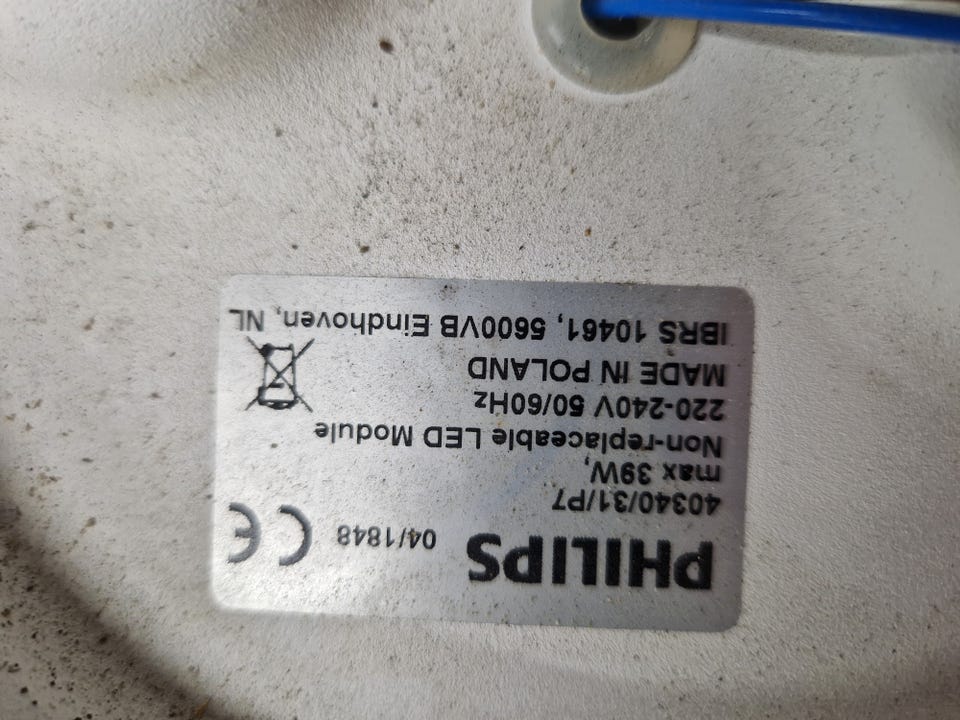 PHILIPS 04/1848 CE
40340/31/P7
max 39W,
Non-replaceable LED Module
220-240V 50/60Hz
MADE IN POLAND
IBRS 10461, 5600VB Eindhoven, NL